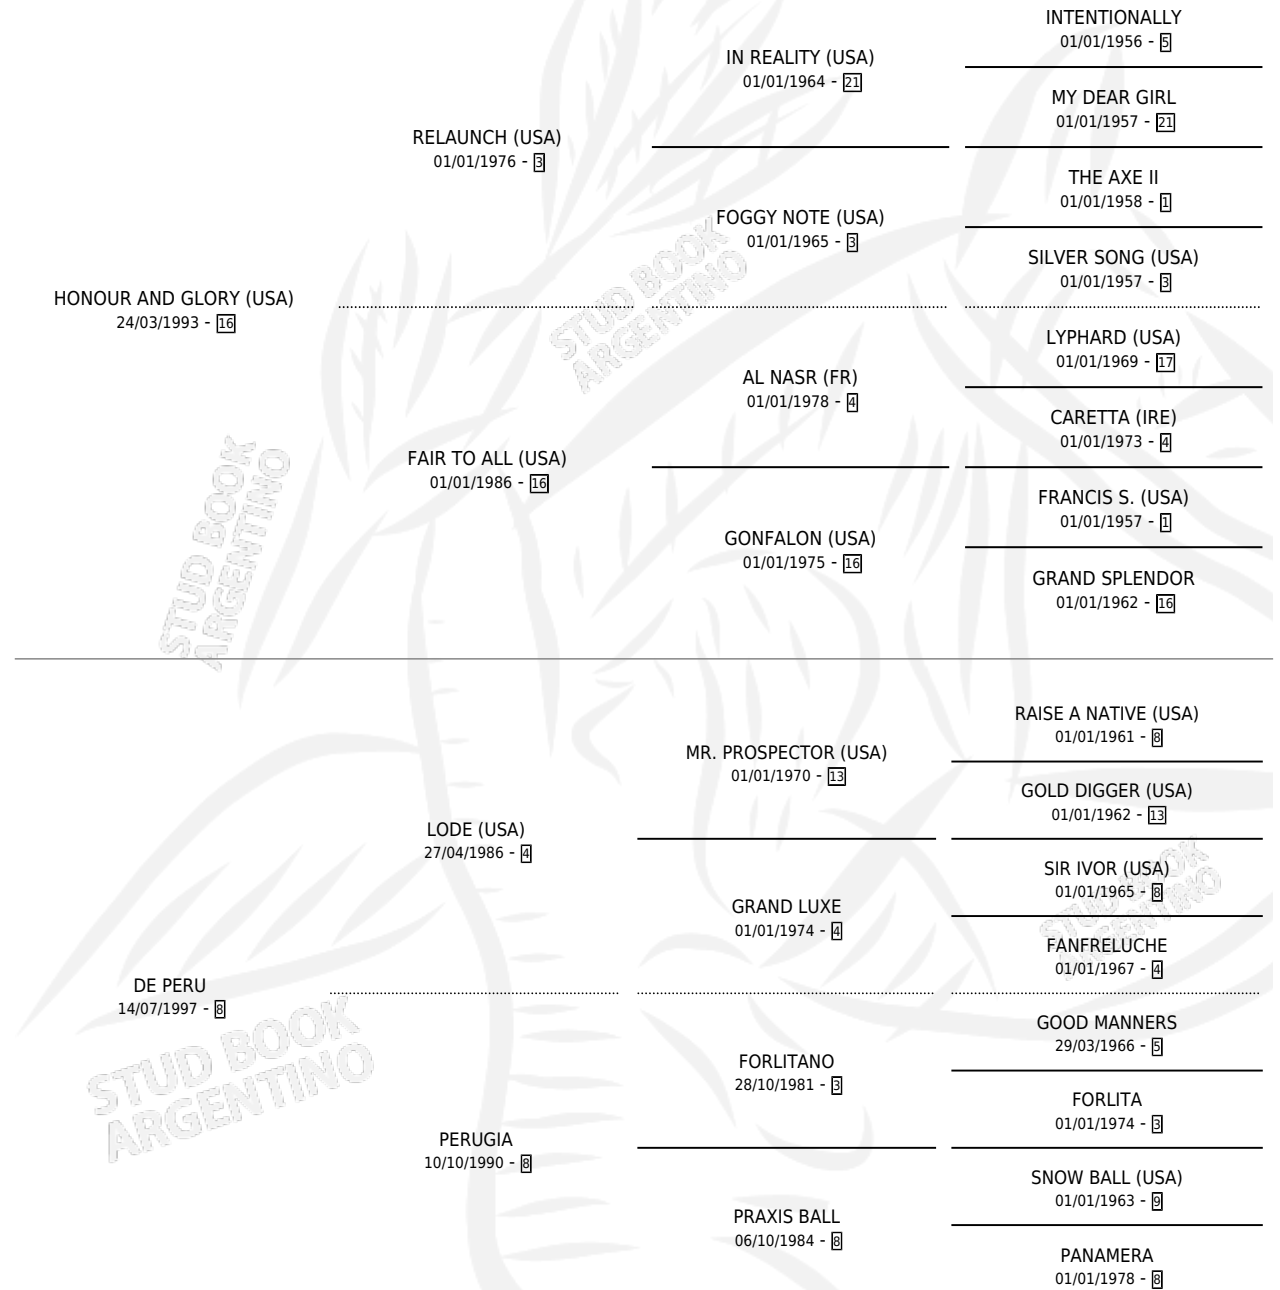 INTENTIONALLY
01/01/1956 - 5
IN REALITY (USA)
01/01/1964 - 21
MY DEAR GIRL
01/01/1957 - 21
RELAUNCH (USA)
01/01/1976 - 3
THE AXE II
01/01/1958 - 1
FOGGY NOTE (USA)
01/01/1965 - 3
SILVER SONG (USA)
01/01/1957 - 3
HONOUR AND GLORY (USA)
24/03/1993 - 16
LYPHARD (USA)
01/01/1969 - 17
AL NASR (FR)
01/01/1978 - 4
CARETTA (IRE)
01/01/1973 - 4
FAIR TO ALL (USA)
01/01/1986 - 16
FRANCIS S. (USA)
01/01/1957 - 1
GONFALON (USA)
01/01/1975 - 16
GRAND SPLENDOR
01/01/1962 - 16
RAISE A NATIVE (USA)
01/01/1961 - 8
MR. PROSPECTOR (USA)
01/01/1970 - 13
GOLD DIGGER (USA)
01/01/1962 - 13
LODE (USA)
27/04/1986 - 4
SIR IVOR (USA)
01/01/1965 - 8
GRAND LUXE
01/01/1974 - 4
FANFRELUCHE
01/01/1967 - 4
DE PERU
14/07/1997 - 8
GOOD MANNERS
29/03/1966 - 5
FORLITANO
28/10/1981 - 3
FORLITA
01/01/1974 - 3
PERUGIA
10/10/1990 - 8
SNOW BALL (USA)
01/01/1963 - 9
PRAXIS BALL
06/10/1984 - 8
PANAMERA
01/01/1978 - 8
STUD BOOK
ARGENTINO
STUD BOOK
ARGENTINO
STUD BOOK
ARGENTINO
STUD BOOK
ARGENTINO